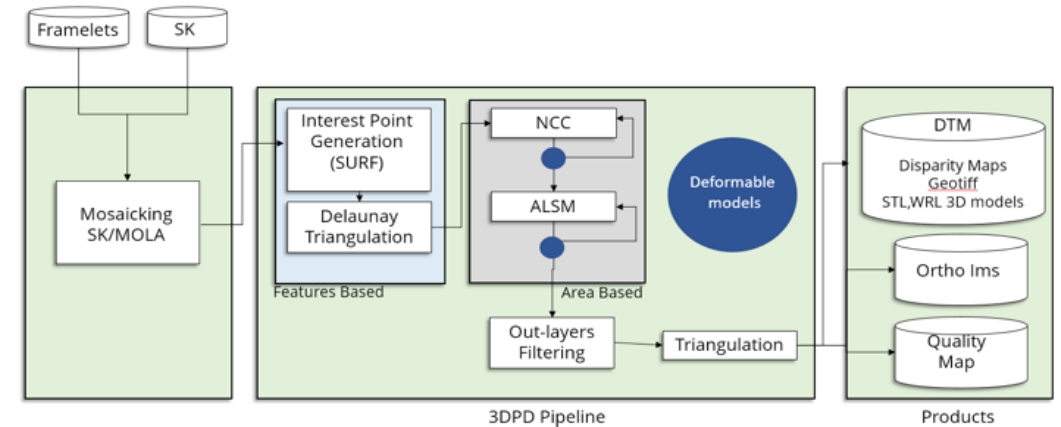 Framelets
SK
Mosaicking
SK/MOLA
Interest Point
Generation
(SURF)
Delaunay
Triangulation
Features Based
NCC
ALSM
Area Based
Deformable
models
Out-layers
Filtering
Triangulation
3DPD Pipeline
DTM
Disparity Maps
Geotiff
STL,WRL 3D models
Ortho Ims
Quality
Map
Products